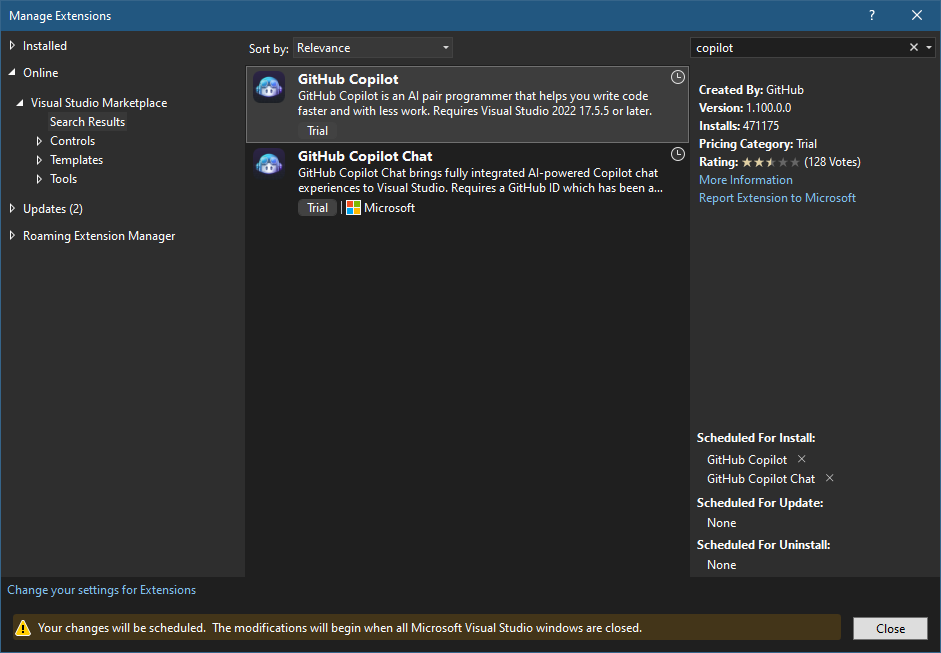 Manage Extensions
?
Installed
Online
Visual Studio Marketplace
Search Results
Controls
Templates
Tools
Updates (2)
Roaming Extension Manager
Sort by: Relevance
GitHub Copilot
GitHub Copilot is an AI pair programmer that helps you write code
faster and with less work. Requires Visual Studio 2022 17.5.5 or later.
Trial
GitHub Copilot Chat
GitHub Copilot Chat brings fully integrated AI-powered Copilot chat
experiences to Visual Studio. Requires a GitHub ID which has been a...
Trial | Microsoft
copilot
Created By: GitHub
Version: 1.100.0.0
Installs: 471175
Pricing Category: Trial
Rating: (128 Votes)
More Information
Report Extension to Microsoft
Scheduled For Install:
GitHub Copilot
GitHub Copilot Chat
Scheduled For Update:
None
Scheduled For Uninstall:
None
Change your settings for Extensions
Your changes will be scheduled. The modifications will begin when all Microsoft Visual Studio windows are closed.
Close